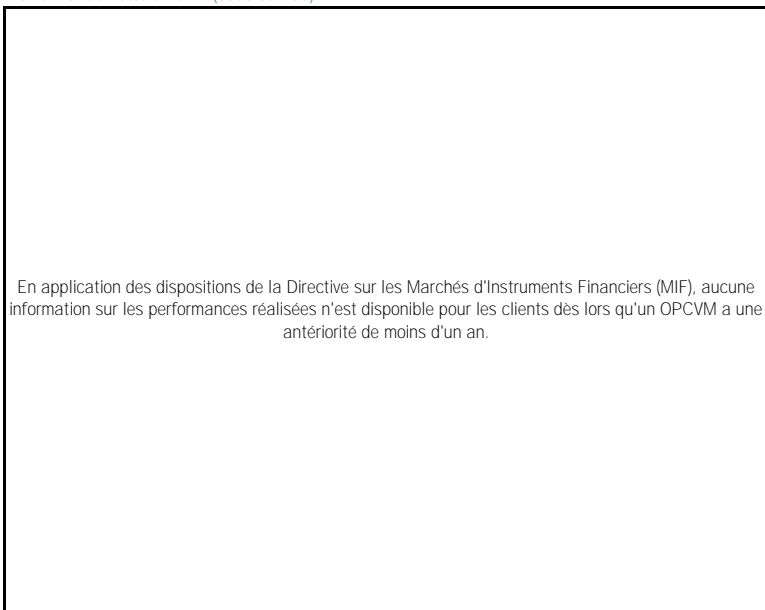 En application des dispositions de la Directive sur les Marchés d'Instruments Financiers (MIF), aucune
information sur les performances réalisées n'est disponible pour les clients dès lors qu'un OPCVM a une
antériorité de moins d'un an.